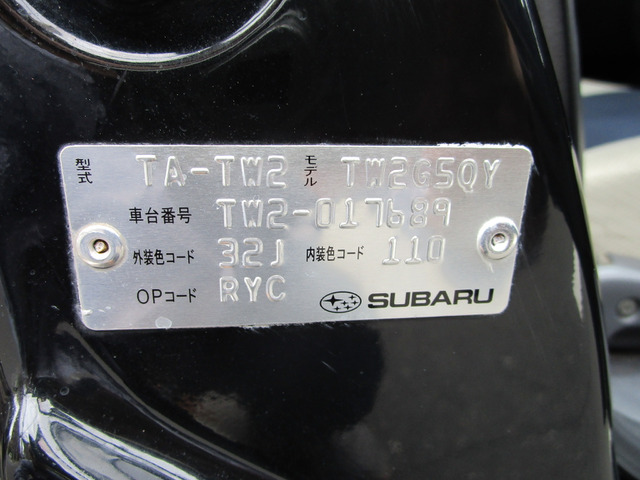 型式 TA-TW2 モデル TW2G5QY
車台番号 TW2-017689
外装色コード 32J 内装色コード 110
OPコード RYC SUBARU